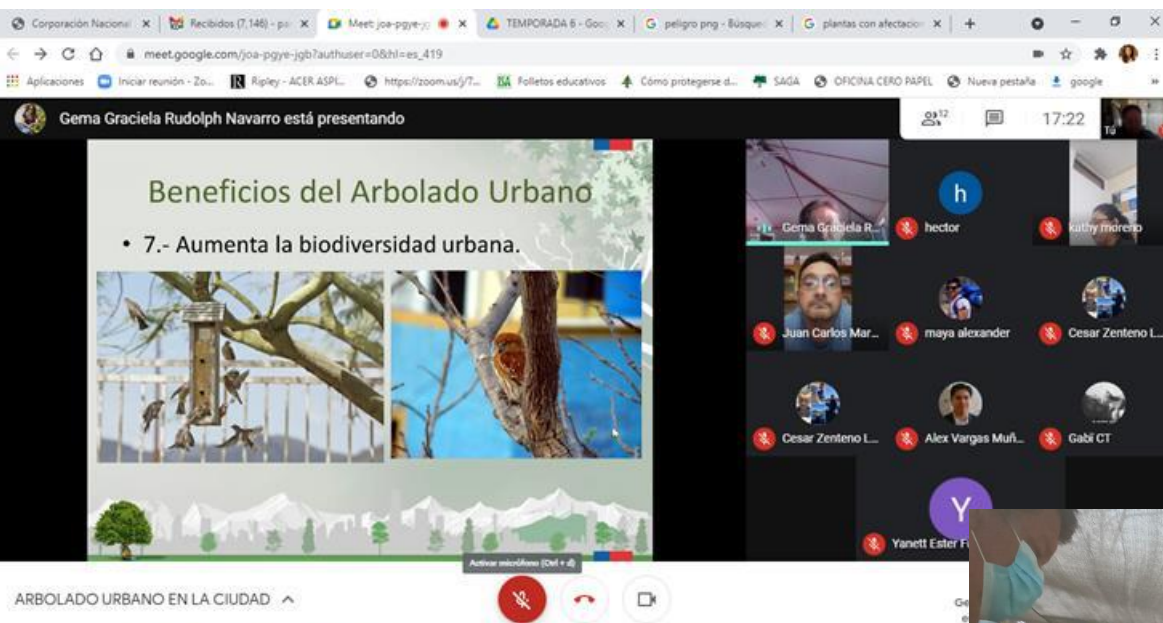 Corporación Nacional
Recibidos (7,146) - pa
Meet: joa-pgye-j
TEMPORADA 6 - Goo
peligro png - Búsque
plantas con afectacion
meet.google.com/joa-pgye-jgb?authuser=0&hl=es_419
Aplicaciones
Iniciar reunión - Zo...
Ripley - ACER ASPI...
https://zoom.us/j/7...
Folletos educativos
Cómo protegerse d...
SAGA
OFICINA CERO PAPEL
Nueva pestaña
google
Gema Graciela Rudolph Navarro está presentando
12
17:22
Tú
Beneficios del Arbolado Urbano
• 7.- Aumenta la biodiversidad urbana.
Gema Graciela R...
h
hector
kathy moreno
Juan Carlos Mar...
maya alexander
Cesar Zenteno L...
Cesar Zenteno L...
Alex Vargas Muñ...
Gabi CT
Y
Yanett Ester F
Activar micrófono (Ctrl + d)
ARBOLADO URBANO EN LA CIUDAD
Ge